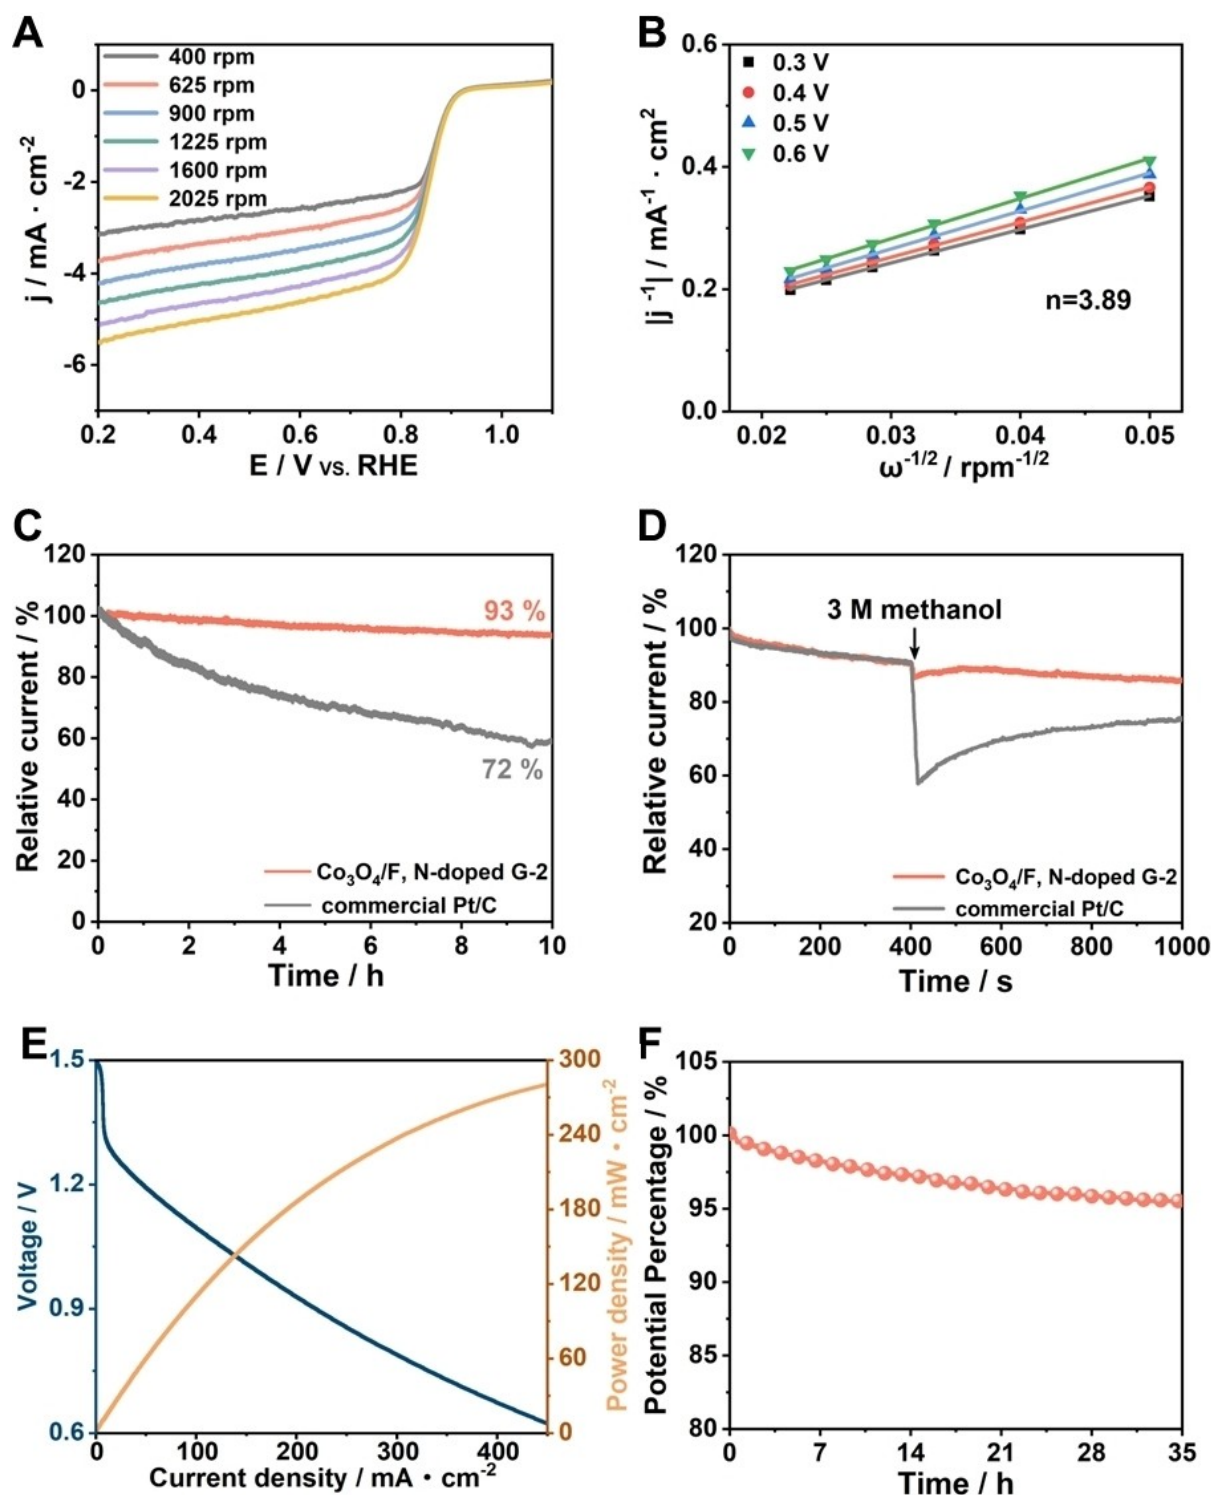 A
400 rpm
625 rpm
900 rpm
1225 rpm
1600 rpm
2025 rpm
0
-2
-4
-6
j / mA · cm⁻²
0.2 0.4 0.6 0.8 1.0
E / V vs. RHE
B
0.3 V
0.4 V
0.5 V
0.6 V
n=3.89
0.6
0.4
0.2
0.0
|j⁻¹| / mA⁻¹ · cm²
0.02 0.03 0.04 0.05
ω⁻¹/² / rpm⁻¹/²
C
120
100
80
60
40
20
0
Relative current / %
93 %
72 %
Co₃O₄/F, N-doped G-2
commercial Pt/C
0 2 4 6 8 10
Time / h
D
120
100
80
60
40
20
Relative current / %
3 M methanol
Co₃O₄/F, N-doped G-2
commercial Pt/C
0 200 400 600 800 1000
Time / s
E
1.5
1.2
0.9
0.6
Voltage / V
300
240
180
120
60
0
Power density / mW · cm⁻²
0 100 200 300 400
Current density / mA · cm⁻²
F
105
100
95
90
85
80
Potential Percentage / %
0 7 14 21 28 35
Time / h